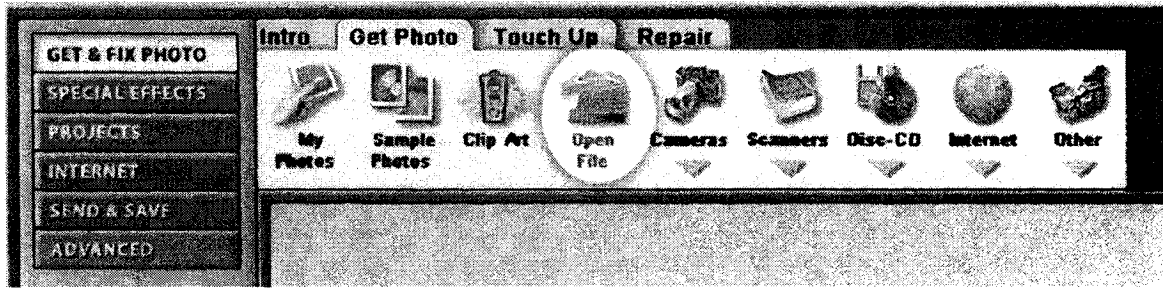 GET & FIX PHOTO
SPECIAL EFFECTS
PROJECTS
INTERNET
SEND & SAVE
ADVANCED
Intro Get Photo Touch Up Repair
My Photos
Sample Photos
Clip Art
Open File
Cameras
Scanners
Disc-CD
Internet
Other